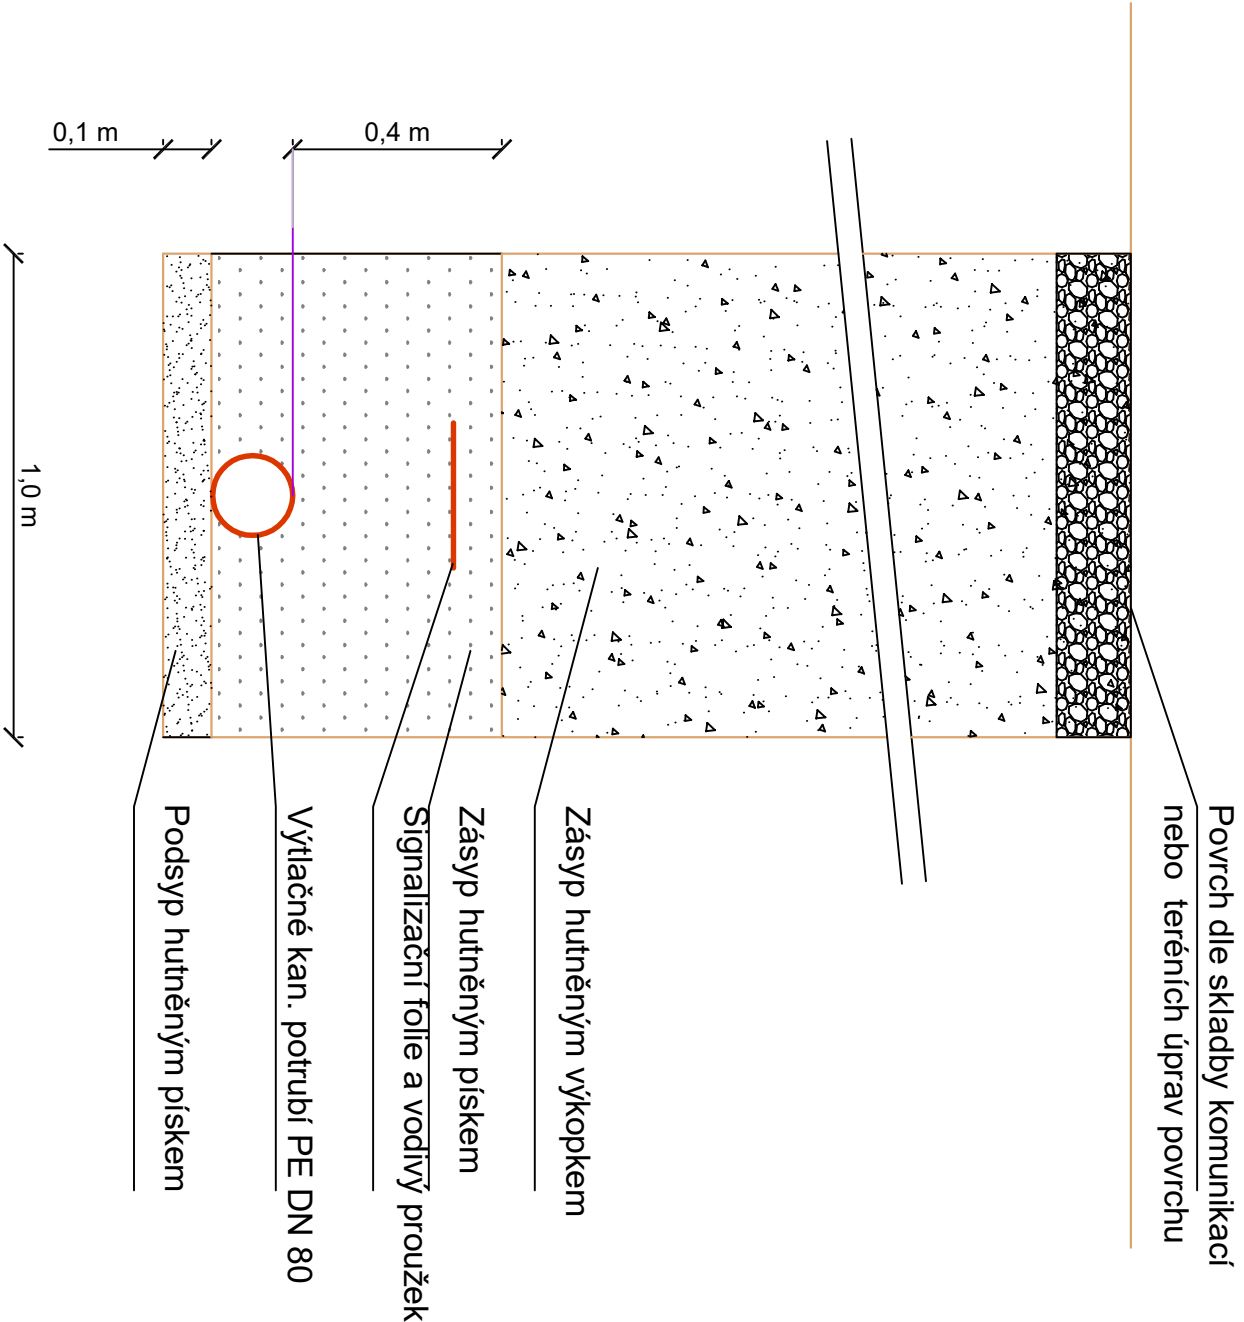 Povrch dle skladby komunikací
nebo teréních úprav povrchu
Zásyp hutněným výkopkem
Zásyp hutněným pískem
Signalizační folie a vodivý proužek
Výtlačné kan. potrubí PE DN 80
Podsyp hutněným pískem
0,4 m
0,1 m
1,0 m